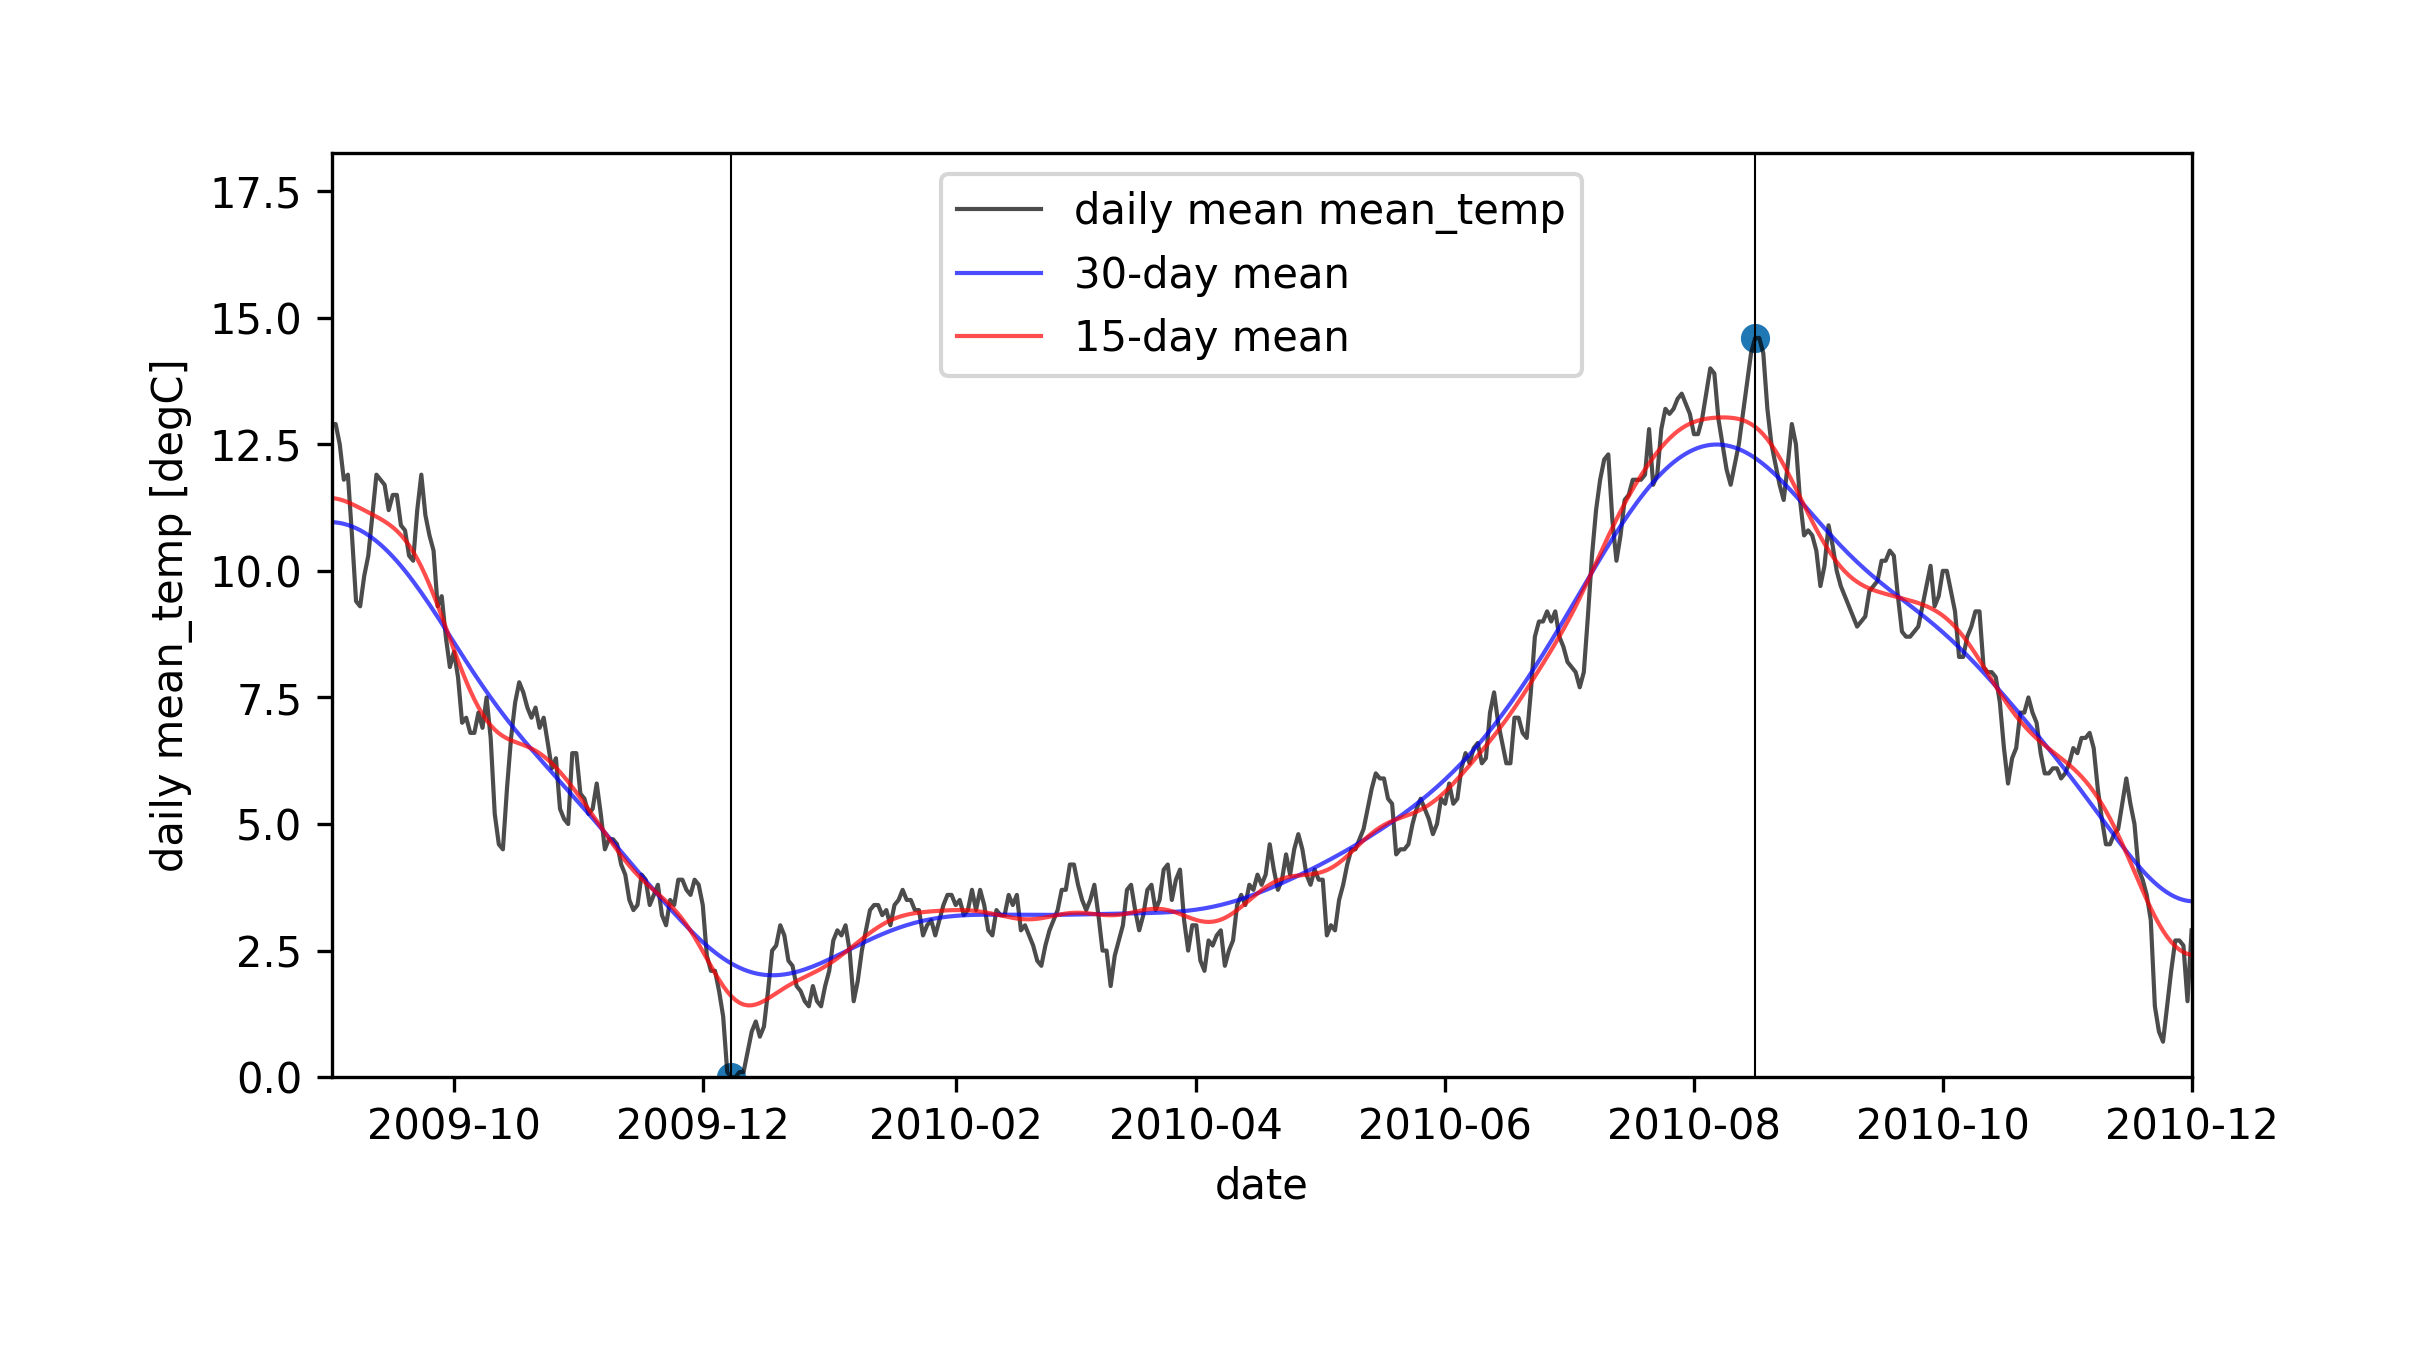 daily mean mean_temp
30-day mean
15-day mean
17.5
15.0
12.5
10.0
7.5
5.0
2.5
0.0
daily mean_temp [degC]
2009-10 2009-12 2010-02 2010-04 2010-06 2010-08 2010-10 2010-12
date